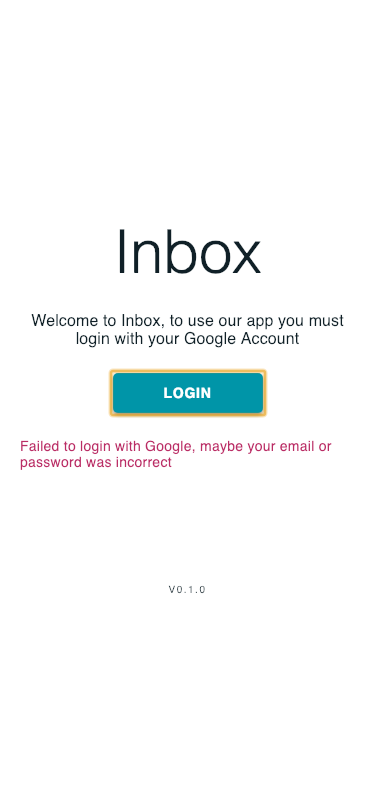 Inbox
Welcome to Inbox, to use our app you must
login with your Google Account
LOGIN
Failed to login with Google, maybe your email or
password was incorrect
V0.1.0